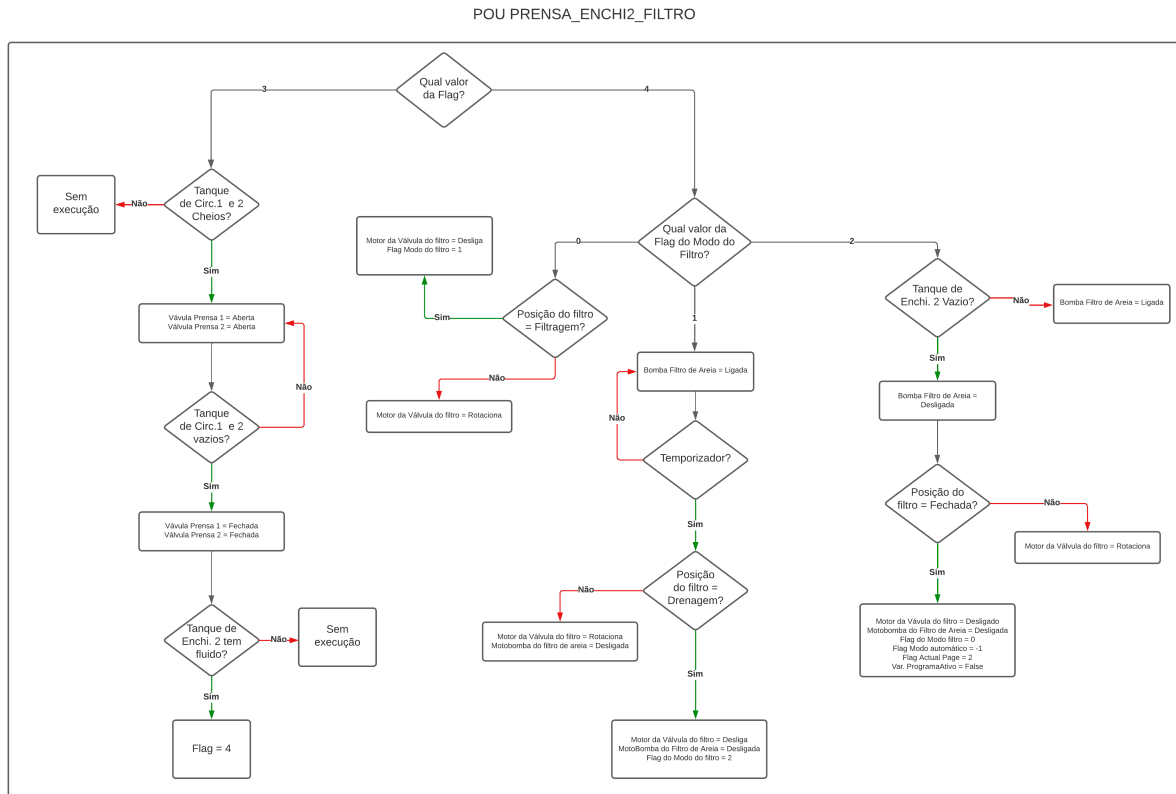 POU PRENSA_ENCHI2_FILTRO
Qual valor
da Flag?
3
4
Tanque
de Circ.1 e 2
Cheios?
Não
Sem
execução
Sim
Vávula Prensa 1 = Aberta
Válvula Prensa 2 = Aberta
Não
Tanque
de Circ.1 e 2
vazios?
Sim
Vávula Prensa 1 = Fechada
Válvula Prensa 2 = Fechada
Tanque de
Enchi. 2 tem
fluido?
Não
Sem
execução
Sim
Flag = 4
Qual valor da
Flag do Modo do
Filtro?
0
1
2
Motor da Válvula do filtro = Desliga
Flag Modo do filtro = 1
Sim
Posição do filtro
= Filtragem?
Não
Motor da Válvula do filtro = Rotaciona
Bomba Filtro de Areia = Ligada
Não
Temporizador?
Sim
Posição
do filtro =
Drenagem?
Não
Motor da Válvula do filtro = Rotaciona
Motobomba do filtro de areia = Desligada
Sim
Motor da Válvula do filtro = Desliga
MotoBomba do Filtro de Areia = Desligada
Flag do Modo do filtro = 2
Tanque de
Enchi. 2 Vazio?
Não
Bomba Filtro de Areia = Ligada
Sim
Bomba Filtro de Areia =
Desligada
Posição do
filtro = Fechada?
Não
Motor da Válvula do filtro = Rotaciona
Sim
Motor da Vávula do filtro = Desligado
Motobomba do Filtro de Areia = Desligada
Flag do Modo filtro = 0
Flag Modo automático = -1
Flag Actual Page = 2
Var. ProgramaAtivo = False